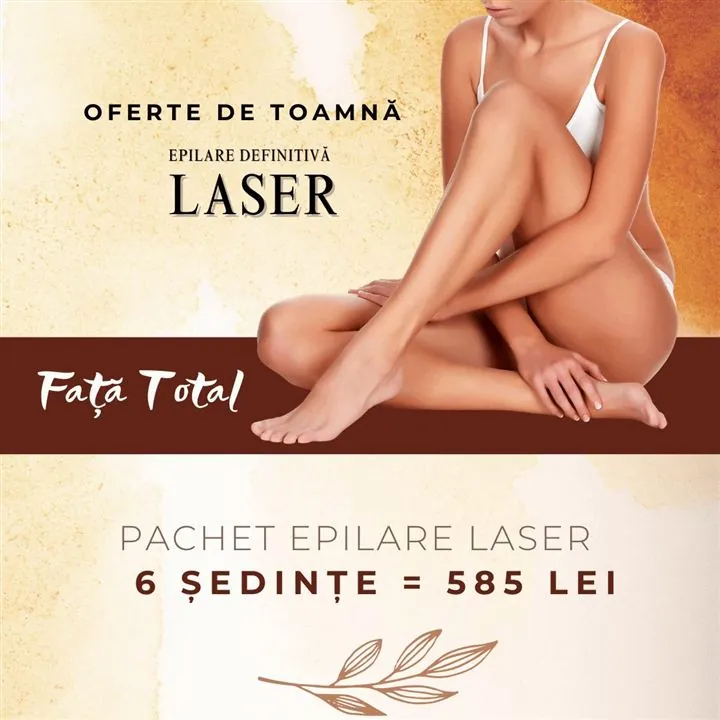 OFERTE DE TOAMNĂ
EPILARE DEFINITIVĂ
LASER
Față Total
PACHET EPILARE LASER
6 ȘEDINȚE = 585 LEI